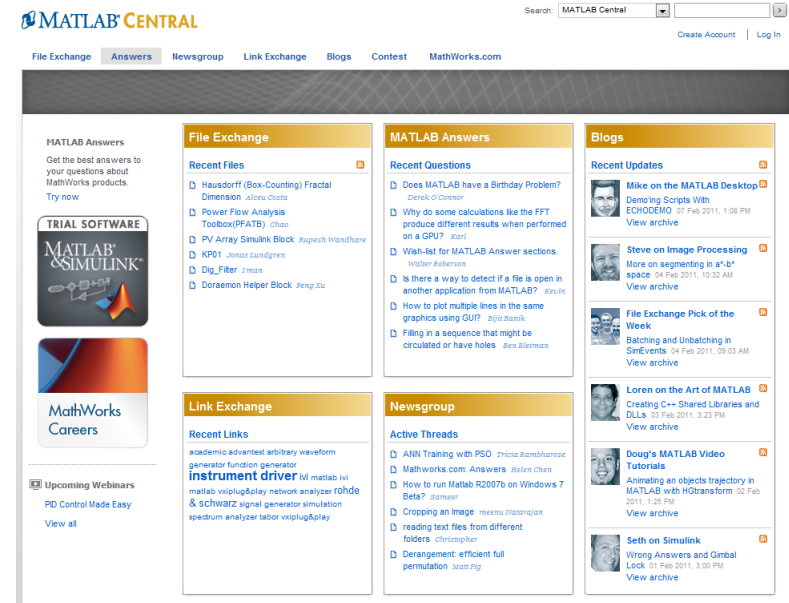 Search: MATLAB Central
MATLAB CENTRAL
Create Account | Log In
File Exchange Answers Newsgroup Link Exchange Blogs Contest MathWorks.com
MATLAB Answers
Get the best answers to
your questions about
MathWorks products.
Try now
TRIAL SOFTWARE
MATLAB®
&SIMULINK®
MathWorks
Careers
Upcoming Webinars
PID Control Made Easy
View all
File Exchange
Recent Files
Hausdorff (Box-Counting) Fractal
Dimension Alceu Costa
Power Flow Analysis
Toolbox(PFATB) Chao
PV Array Simulink Block Rupesh Wandhare
KP01 Jonas Lundgren
Dig_Filter Iman
Doraemon Helper Block Peng Xu
MATLAB Answers
Recent Questions
Does MATLAB have a Birthday Problem?
Derek O'Connor
Why do some calculations like the FFT
produce different results when performed
on a GPU? Karl
Wish-list for MATLAB Answer sections.
Walter Roberson
Is there a way to detect if a file is open in
another application from MATLAB? Kevin
How to plot multiple lines in the same
graphics using GUI? Bijit Banik
Filling in a sequence that might be
circulated or have holes Ben Bleiman
Link Exchange
Recent Links
academic advantest arbitrary waveform
generator function generator
instrument driver ivi matlab ivi
matlab vxiplug&play network analyzer rohde
& schwarz signal generator simulation
spectrum analyzer tabor vxiplug&play
Newsgroup
Active Threads
ANN Training with PSO Tricia Rambharose
Mathworks.com: Answers Helen Chen
How to run Matlab R2007b on Windows 7
Beta? Sameer
Cropping an Image meenu Natarajan
reading text files from different
folders Christopher
Derangement: efficient full
permutation Matt Fig
Blogs
Recent Updates
Mike on the MATLAB Desktop
Demo'ing Scripts With
ECHODEMO 07 Feb 2011, 1:08 PM
View archive
Steve on Image Processing
More on segmenting in a*-b*
space 04 Feb 2011, 10:32 AM
View archive
File Exchange Pick of the
Week
Batching and Unbatching in
SimEvents 04 Feb 2011, 09:03 AM
View archive
Loren on the Art of MATLAB
Creating C++ Shared Libraries and
DLLs 03 Feb 2011, 3:23 PM
View archive
Doug's MATLAB Video
Tutorials
Animating an objects trajectory in
MATLAB with HGtransform 02 Feb
2011, 1:25 PM
View archive
Seth on Simulink
Wrong Answers and Gimbal
Lock 01 Feb 2011, 3:00 PM
View archive